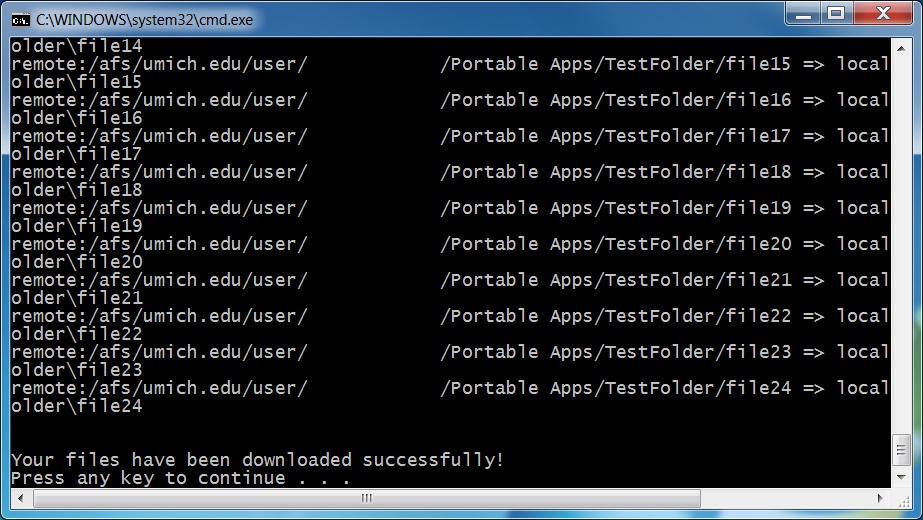 C:\WINDOWS\system32\cmd.exe
older\file14
remote:/afs/umich.edu/user/ /Portable Apps/TestFolder/file15 => local
older\file15
remote:/afs/umich.edu/user/ /Portable Apps/TestFolder/file16 => local
older\file16
remote:/afs/umich.edu/user/ /Portable Apps/TestFolder/file17 => local
older\file17
remote:/afs/umich.edu/user/ /Portable Apps/TestFolder/file18 => local
older\file18
remote:/afs/umich.edu/user/ /Portable Apps/TestFolder/file19 => local
older\file19
remote:/afs/umich.edu/user/ /Portable Apps/TestFolder/file20 => local
older\file20
remote:/afs/umich.edu/user/ /Portable Apps/TestFolder/file21 => local
older\file21
remote:/afs/umich.edu/user/ /Portable Apps/TestFolder/file22 => local
older\file22
remote:/afs/umich.edu/user/ /Portable Apps/TestFolder/file23 => local
older\file23
remote:/afs/umich.edu/user/ /Portable Apps/TestFolder/file24 => local
older\file24
Your files have been downloaded successfully!
Press any key to continue . . .